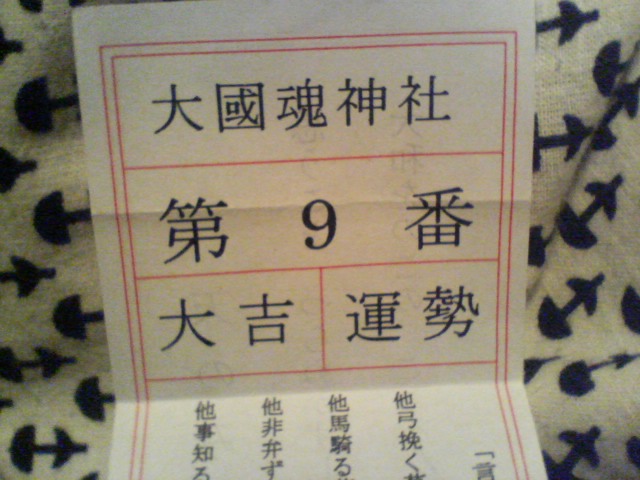 大國魂神社
第9番
運勢
大吉
「言
他弓挽く
他馬騎る
他非弁ず
他事知る